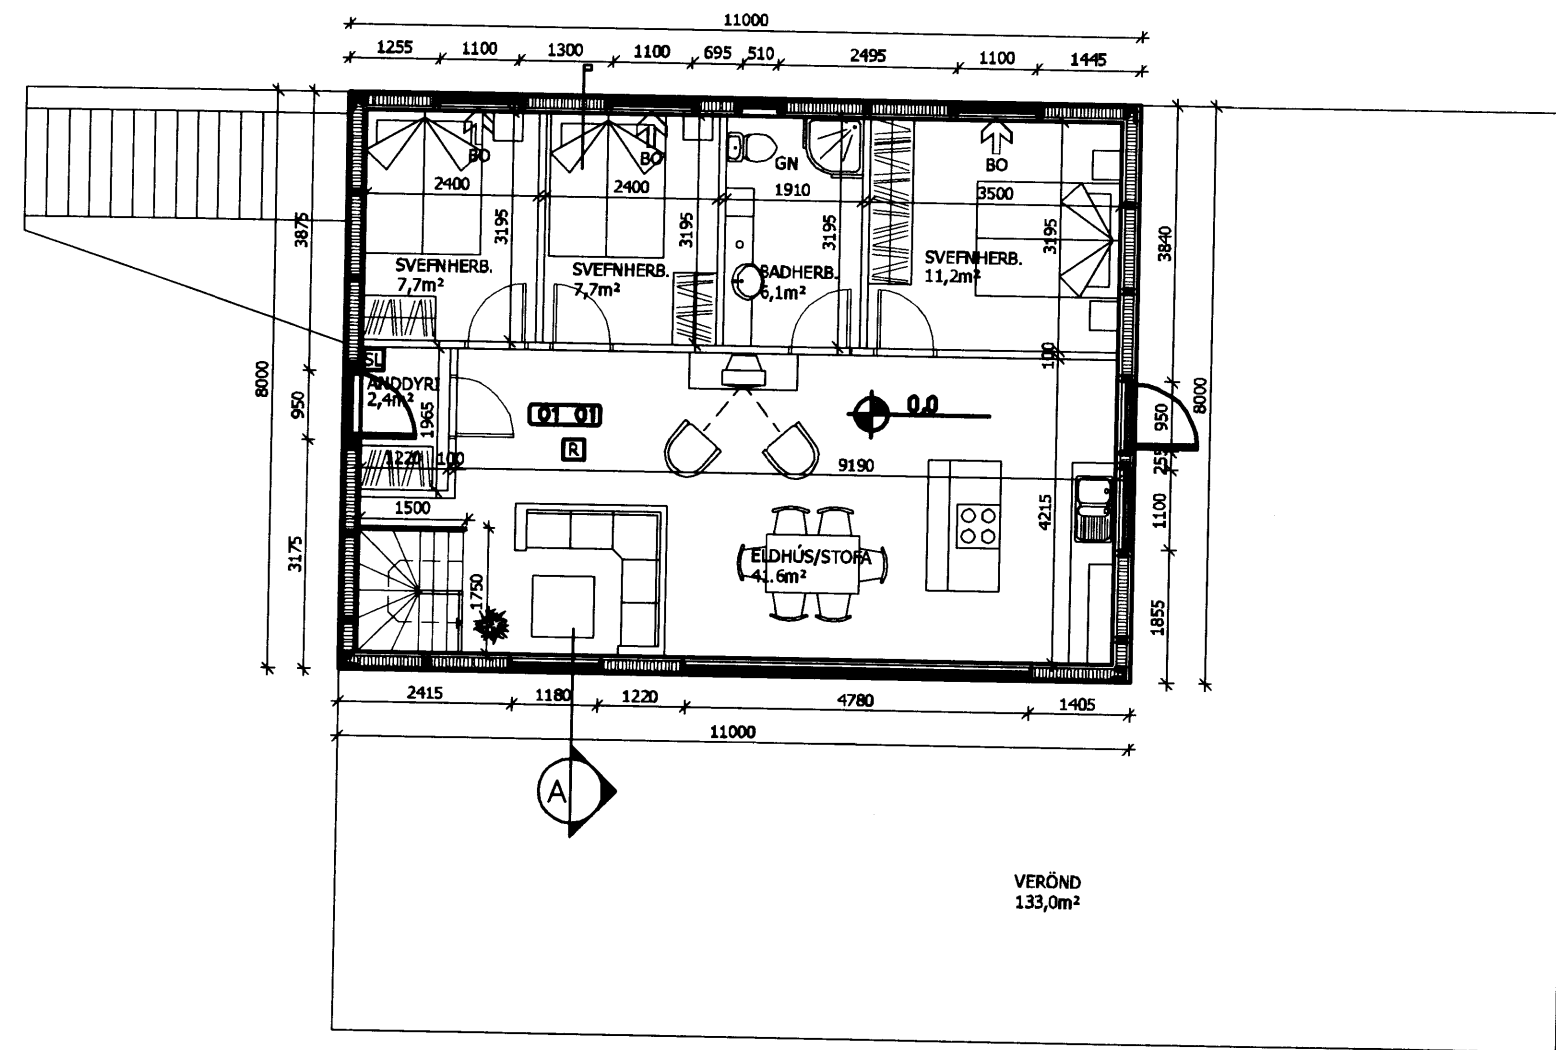 11000
1255 1100 1300 1100 695 510 2495 1100 1445
BO
BO
GN
BO
2400
2400
1910
3500
3195
3195
3195
3195
3875
3840
SVEFNHERB.
7,7m²
SVEFNHERB.
7,7m²
BADHERB.
6,1m²
SVEFNHERB.
11,2m²
SL
ANDDYRI
2,4m²
8000
950
1965
01 01
R
0,0
100
950
8000
1220 100
9190
255
1500
4215
1100
3175
1750
ELDHÚS/STOFA
41.6m²
1855
2415 1180 1220 4780 1405
11000
A
VERÖND
133,0m²